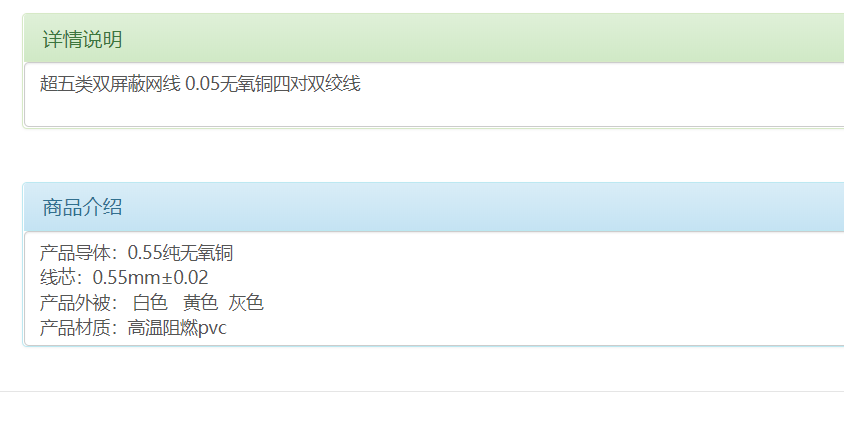 详情说明
超五类双屏蔽网线 0.05无氧铜四对双绞线
商品介绍
产品导体：0.55纯无氧铜
线芯：0.55mm±0.02
产品外被： 白色 黄色 灰色
产品材质：高温阻燃pvc